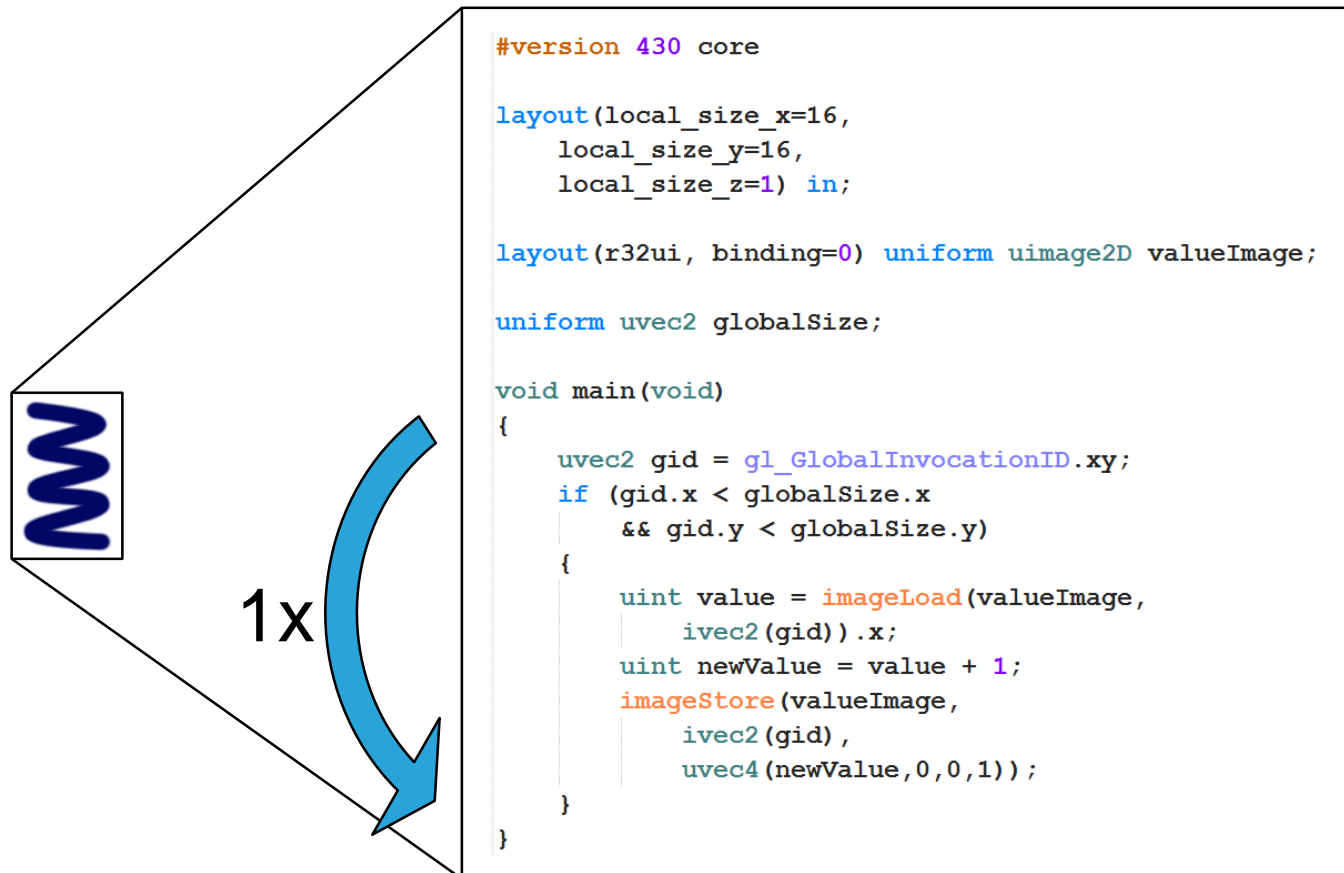 #version 430 core
layout(local_size_x=16,
local_size_y=16,
local_size_z=1) in;
layout(r32ui, binding=0) uniform uimage2D valueImage;
uniform uvec2 globalSize;
void main(void)
{
uvec2 gid = gl_GlobalInvocationID.xy;
if (gid.x < globalSize.x
&& gid.y < globalSize.y)
{
uint value = imageLoad(valueImage,
ivec2(gid)).x;
uint newValue = value + 1;
imageStore(valueImage,
ivec2(gid),
uvec4(newValue,0,0,1));
}
}
1x